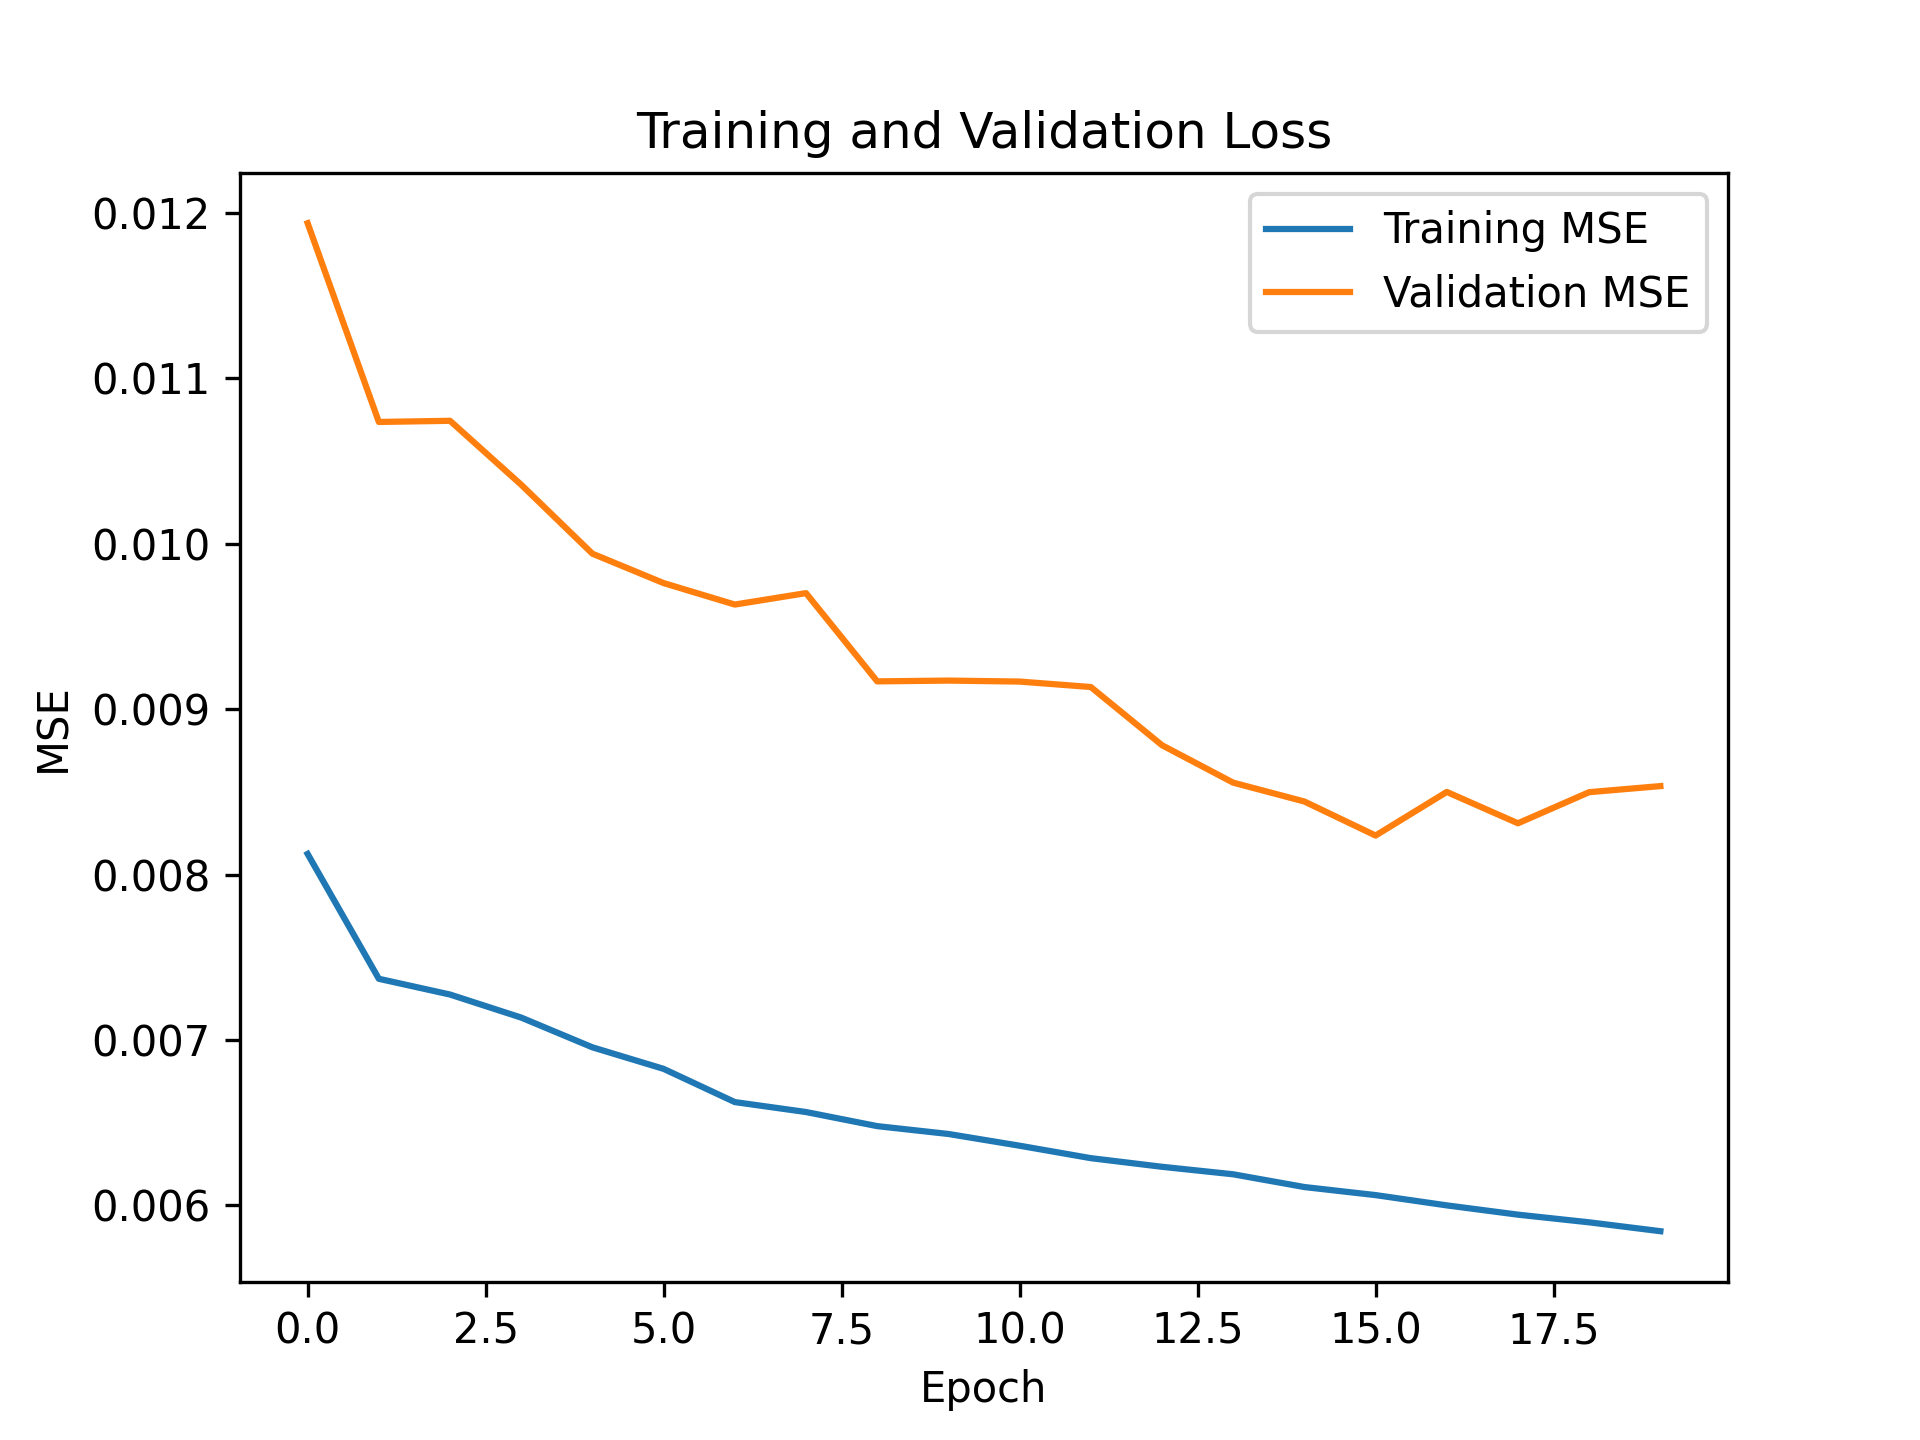 Training and Validation Loss
Training MSE
Validation MSE
0.012
0.011
0.010
0.009
0.008
0.007
0.006
MSE
0.0 2.5 5.0 7.5 10.0 12.5 15.0 17.5
Epoch